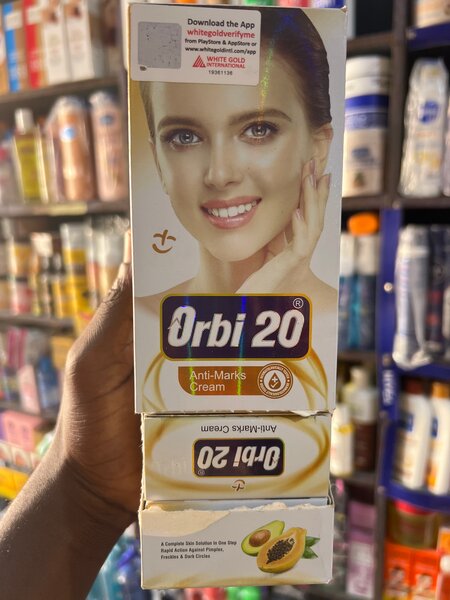 Download the App
whitegoldverifyme
from PlayStore & AppStore or
www.whitegoldintl.com/app
WHITE GOLD
INTERNATIONAL
19361136
Orbi 20®
Anti-Marks
Cream
Anti-Marks Cream
Orbi 20
A Complete Skin Solution in One Step
Rapid Action Against Pimples,
Freckles & Dark Circles